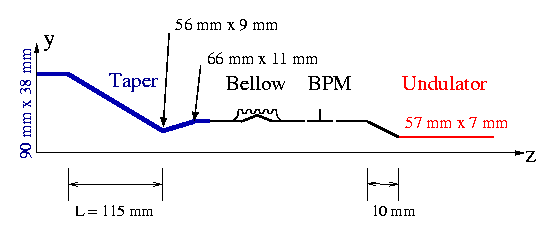 56 mm x 9 mm
y
66 mm x 11 mm
Taper
Bellow
BPM
Undulator
90 mm x 38 mm
57 mm x 7 mm
z
L = 115 mm
10 mm